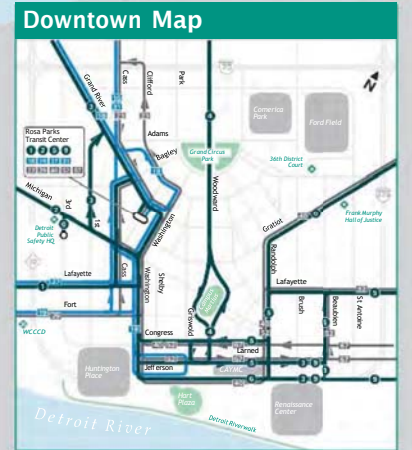 Downtown Map
Grand River
Cass
Clifford
Park
Adams
Bagley
Rosa Parks
Transit Center
Michigan
3rd
1st
Detroit
Public
Safety HQ
Washington
Grand Circus
Park
Woodward
Comerica
Park
Ford Field
36th District
Court
Frank Murphy
Hall of Justice
Gratiot
Randolph
Lafayette
Cass
Washington
Shelby
Griswold
Lafayette
Brush
Beaubien
St Antoine
Fort
WCCCD
Congress
Larned
Jefferson
CAYMC
Huntington
Place
Hart
Plaza
Renaissance
Center
Detroit River
Detroit Riverwalk